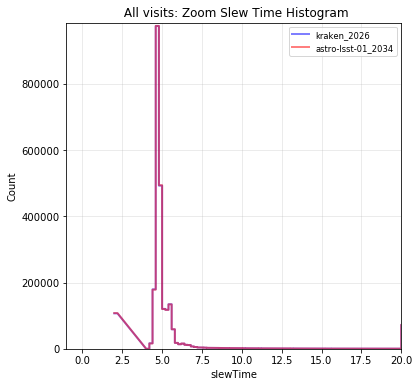 All visits: Zoom Slew Time Histogram
kraken_2026
astro-lsst-01_2034
Count
800000
600000
400000
200000
0
0.0 2.5 5.0 7.5 10.0 12.5 15.0 17.5 20.0
slewTime